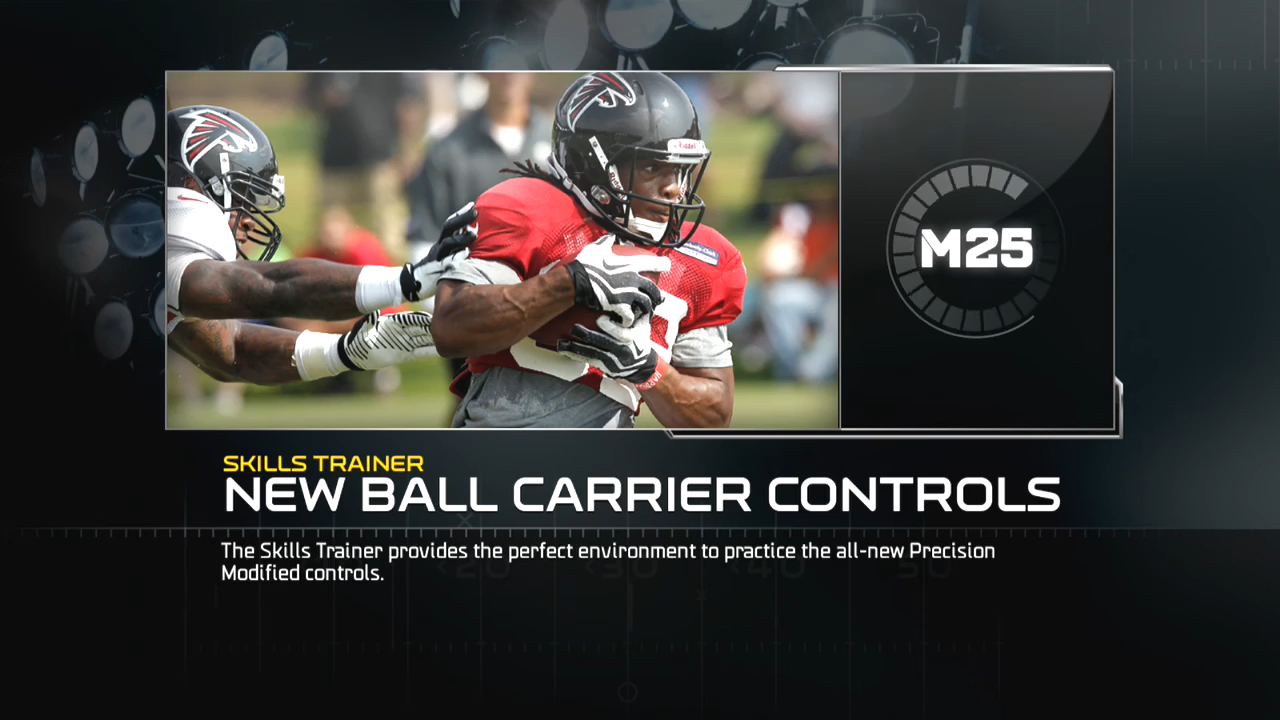 Riddell
M25
SKILLS TRAINER
NEW BALL CARRIER CONTROLS
The Skills Trainer provides the perfect environment to practice the all-new Precision
Modified controls.